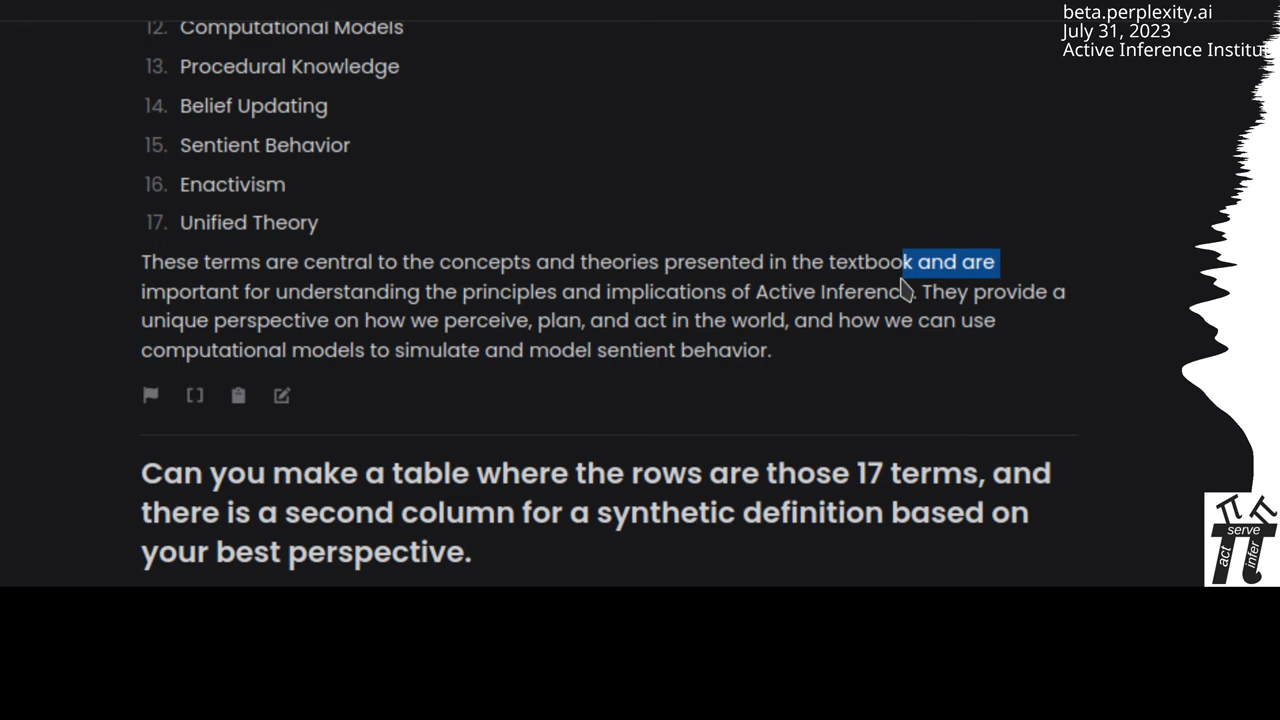 beta.perplexity.ai
July 31, 2023
Active Inference Institu
12. Computational Models
13. Procedural Knowledge
14. Belief Updating
15. Sentient Behavior
16. Enactivism
17. Unified Theory
These terms are central to the concepts and theories presented in the textbook and are
important for understanding the principles and implications of Active Inferenc. They provide a
unique perspective on how we perceive, plan, and act in the world, and how we can use
computational models to simulate and model sentient behavior.
Can you make a table where the rows are those 17 terms, and
there is a second column for a synthetic definition based on
your best perspective.
serve
act
infer